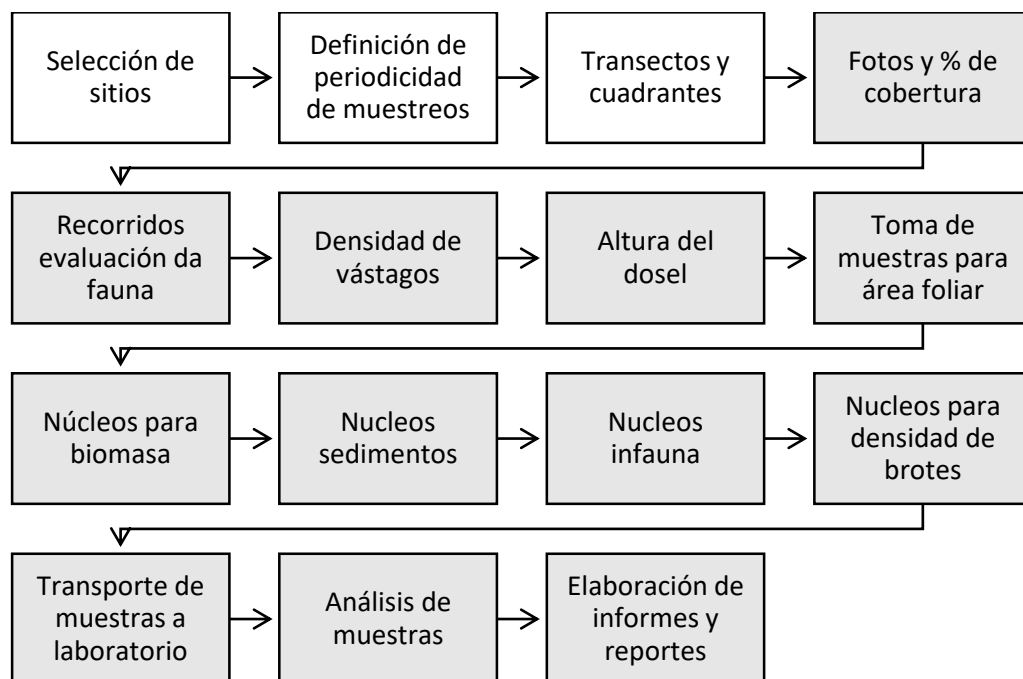 Selección de
sitios
Definición de
periodicidad
de muestreos
Transectos y
cuadrantes
Fotos y % de
cobertura
Recorridos
evaluación da
fauna
Densidad de
vástagos
Altura del
dosel
Toma de
muestras para
área foliar
Núcleos para
biomasa
Nucleos
sedimentos
Nucleos
infauna
Nucleos para
densidad de
brotes
Transporte de
muestras a
laboratorio
Análisis de
muestras
Elaboración de
informes y
reportes